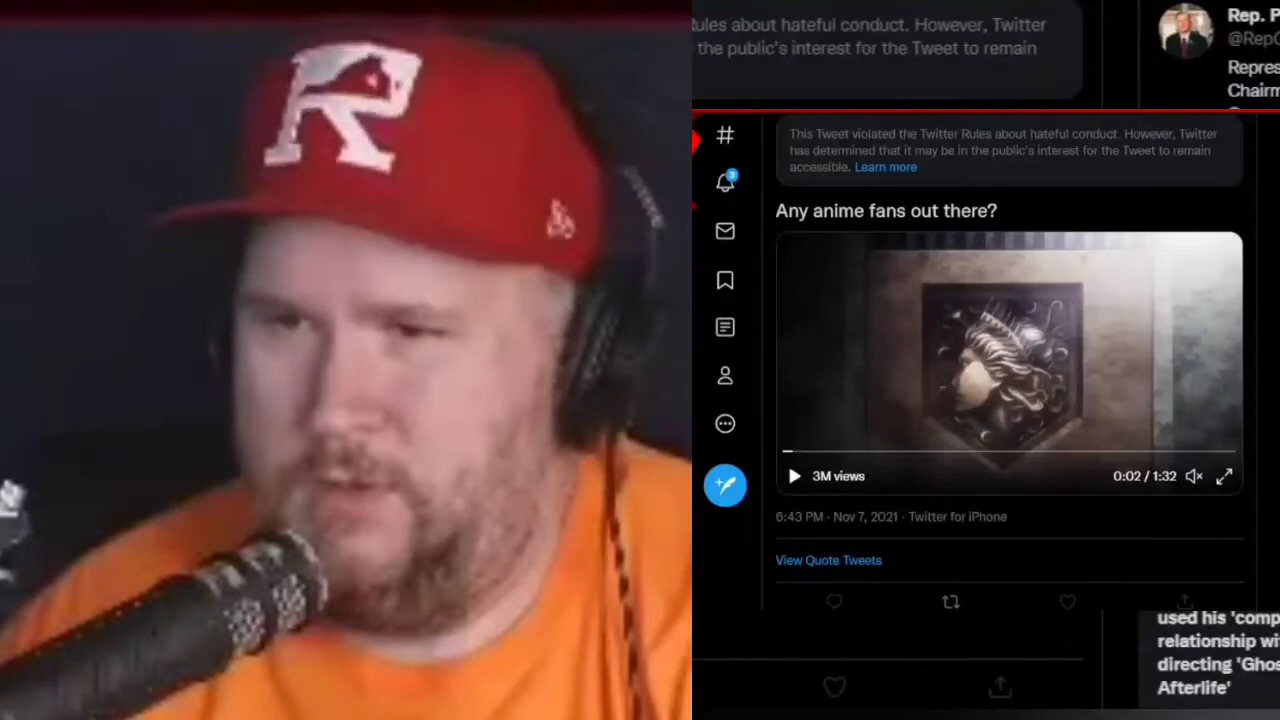 R
Rules about hateful conduct. However, Twitter
the public's interest for the Tweet to remain
Rep. P
@RepG
Repres
Chairm
#
This Tweet violated the Twitter Rules about hateful conduct. However, Twitter
has determined that it may be in the public's interest for the Tweet to remain
accessible. Learn more
3
Any anime fans out there?
3M views
0:02 / 1:32
6:43 PM · Nov 7, 2021 · Twitter for iPhone
View Quote Tweets
used his 'comp
relationship wi
directing 'Ghos
Afterlife'